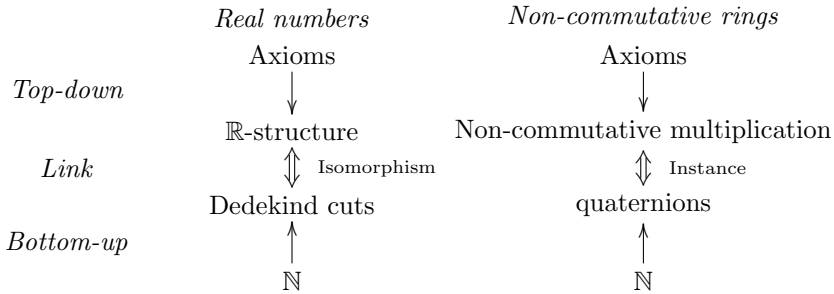 Real numbers Non-commutative rings
Axioms Axioms
Top-down
ℝ-structure Non-commutative multiplication
Link Isomorphism Instance
Dedekind cuts quaternions
Bottom-up
ℕ ℕ